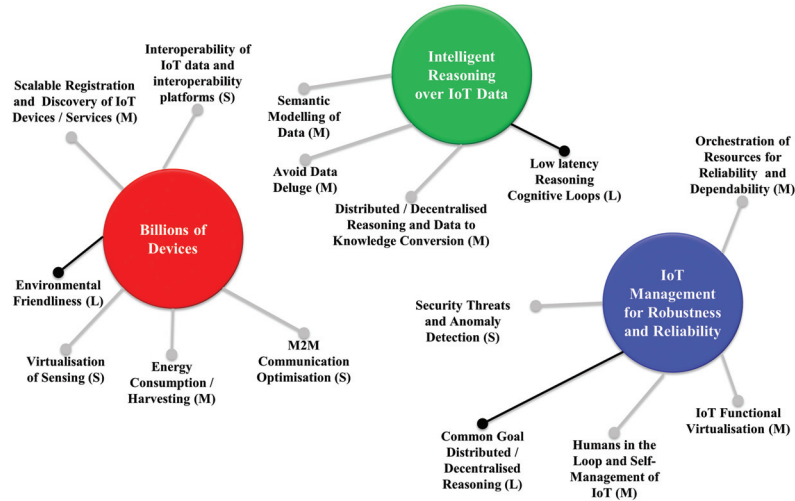 Interoperability of
IoT data and
interoperability
platforms (S)
Scalable Registration
and Discovery of IoT
Devices / Services (M)
Billions of
Devices
Environmental
Friendliness (L)
Virtualisation
of Sensing (S)
Energy
Consumption /
Harvesting (M)
M2M
Communication
Optimisation (S)
Intelligent
Reasoning
over IoT Data
Semantic
Modelling of
Data (M)
Avoid Data
Deluge (M)
Distributed / Decentralised
Reasoning and Data to
Knowledge Conversion (M)
Low latency
Reasoning
Cognitive Loops (L)
Orchestration of
Resources for
Reliability and
Dependability (M)
IoT
Management
for Robustness
and Reliability
Security Threats
and Anomaly
Detection (S)
Common Goal
Distributed /
Decentralised
Reasoning (L)
Humans in the
Loop and Self-
Management of
IoT (M)
IoT Functional
Virtualisation (M)